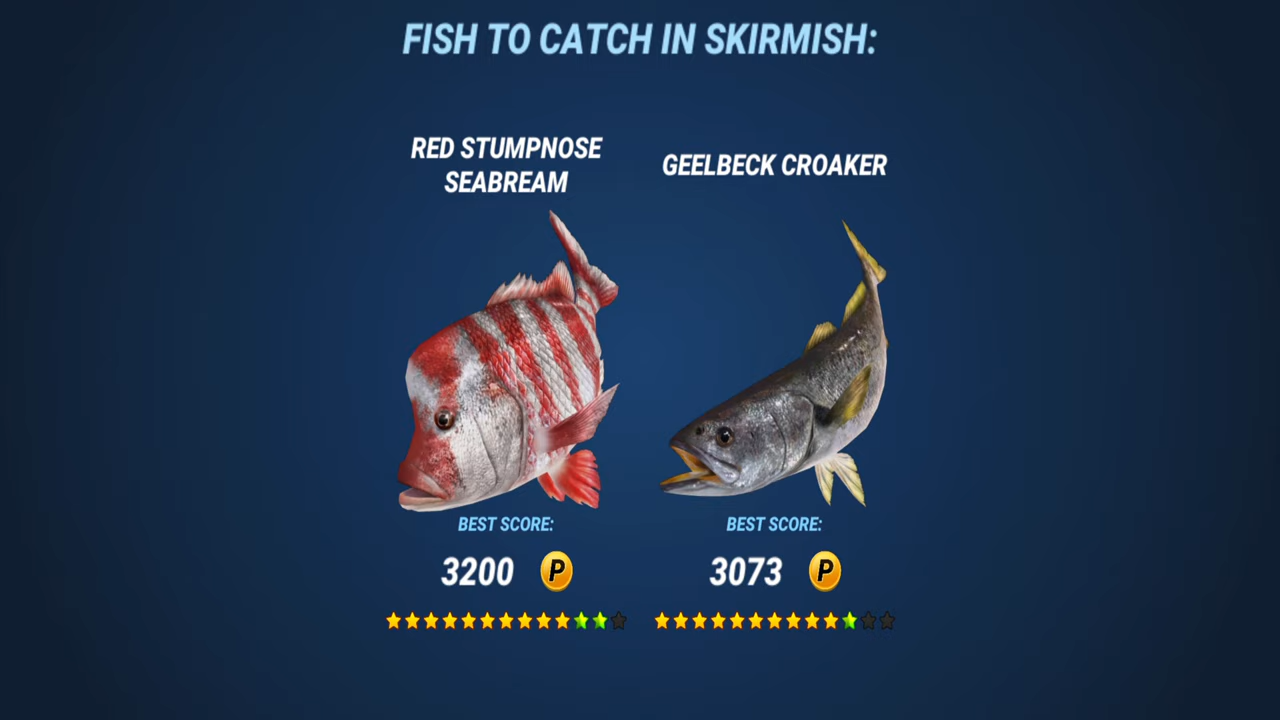 FISH TO CATCH IN SKIRMISH:
RED STUMPNOSE
SEABREAM
GEELBECK CROAKER
BEST SCORE:
BEST SCORE:
3200 P
3073 P